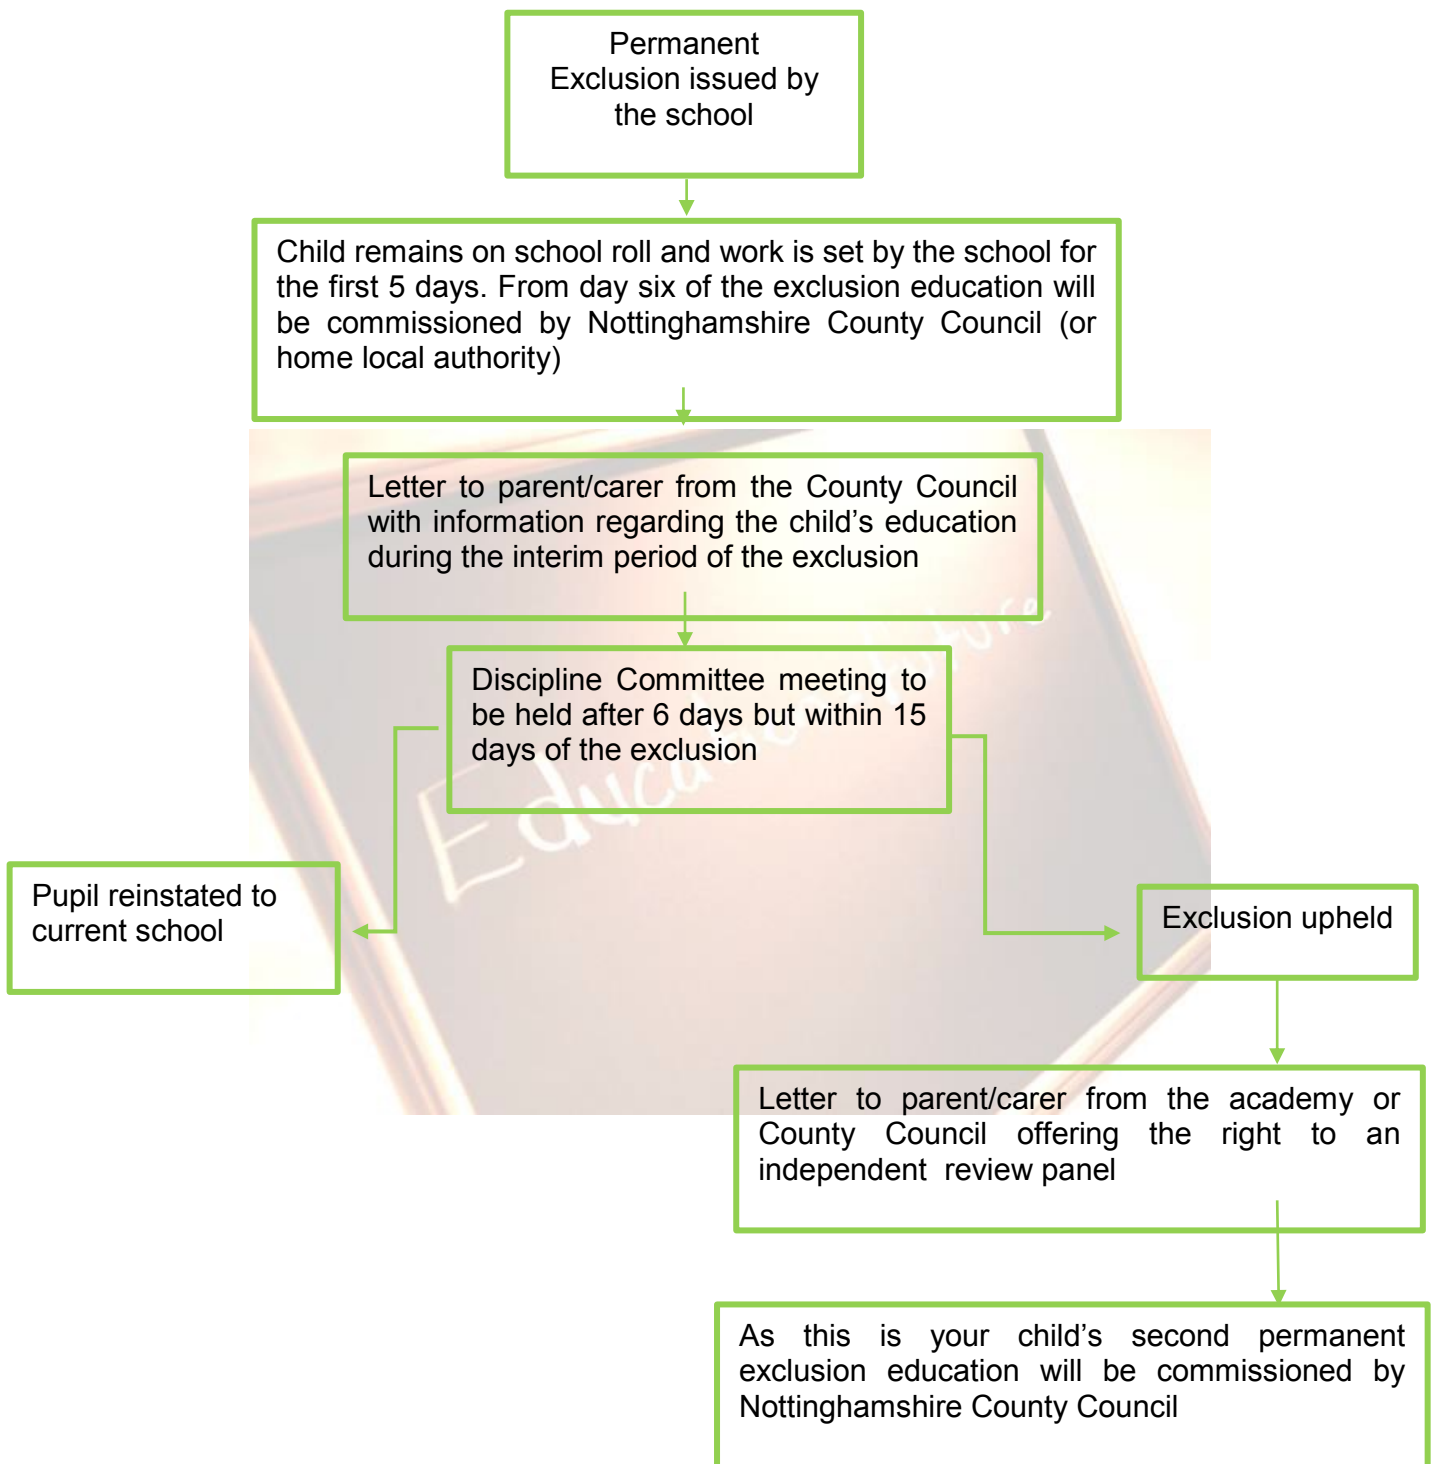 Permanent
Exclusion issued by
the school
Child remains on school roll and work is set by the school for
the first 5 days. From day six of the exclusion education will
be commissioned by Nottinghamshire County Council (or
home local authority)
Letter to parent/carer from the County Council
with information regarding the child’s education
during the interim period of the exclusion
Discipline Committee meeting to
be held after 6 days but within 15
days of the exclusion
Education future
Pupil reinstated to
current school
Exclusion upheld
Letter to parent/carer from the academy or
County Council offering the right to an
independent review panel
As this is your child’s second permanent
exclusion education will be commissioned by
Nottinghamshire County Council